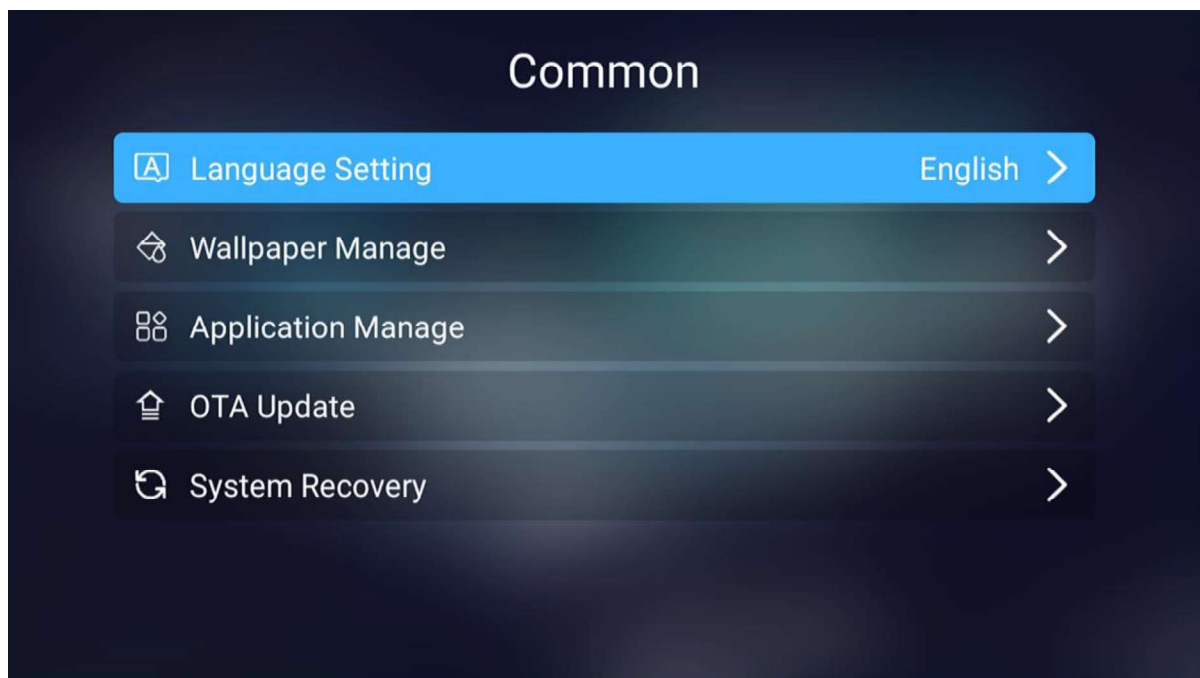 Common
Language Setting English
Wallpaper Manage
Application Manage
OTA Update
System Recovery